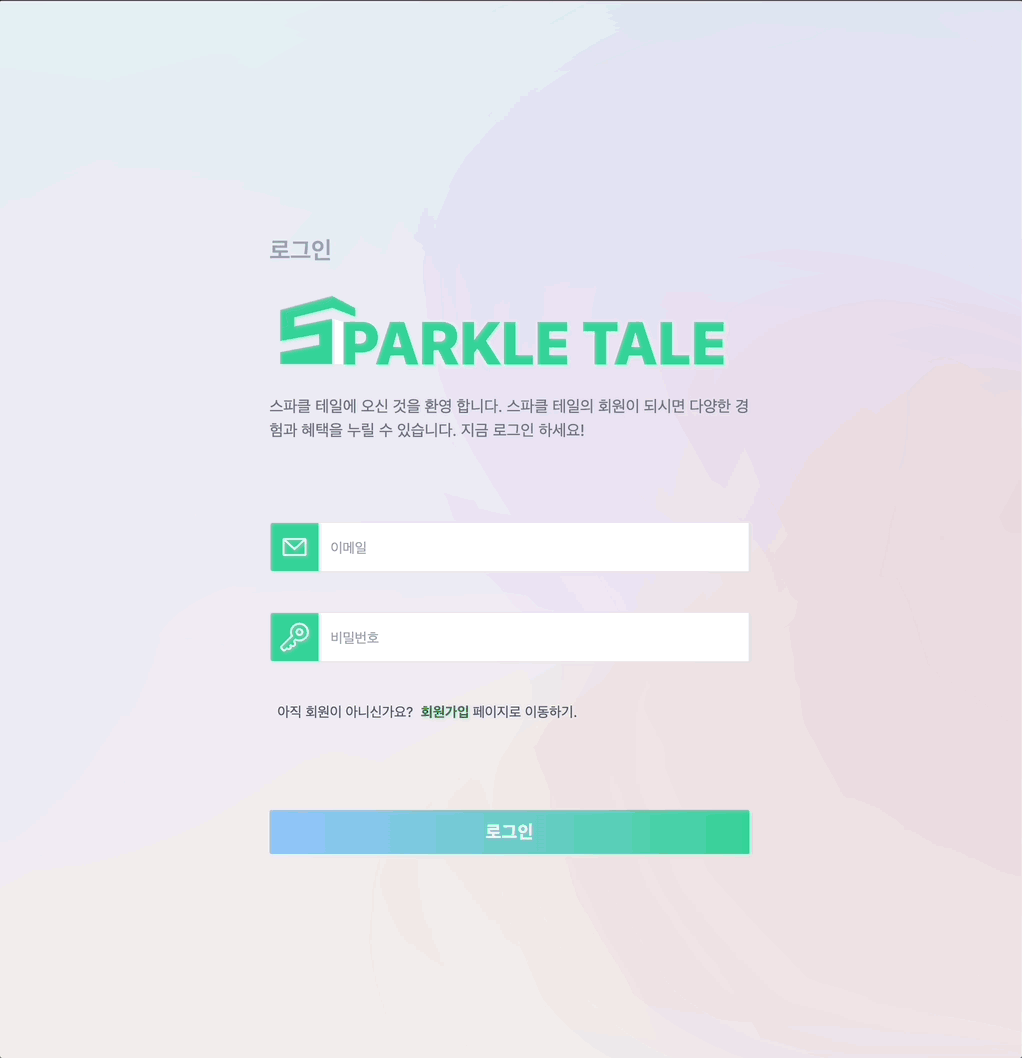 로그인
SPARKLE TALE
스파클 테일에 오신 것을 환영 합니다. 스파클 테일의 회원이 되시면 다양한 경
험과 혜택을 누릴 수 있습니다. 지금 로그인 하세요!
이메일
비밀번호
아직 회원이 아니신가요? 회원가입 페이지로 이동하기.
로그인